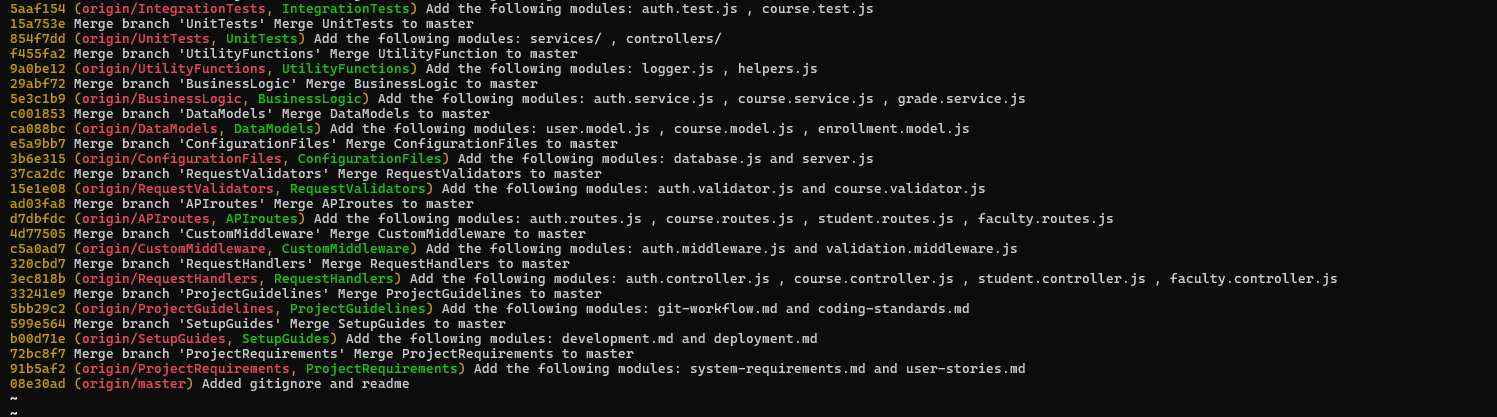 5aaf154 (origin/IntegrationTests, IntegrationTests) Add the following modules: auth.test.js , course.test.js
15a753e Merge branch 'UnitTests' Merge UnitTests to master
854f7dd (origin/UnitTests, UnitTests) Add the following modules: services/ , controllers/
f455fa2 Merge branch 'UtilityFunctions' Merge UtilityFunction to master
9a0be12 (origin/UtilityFunctions, UtilityFunctions) Add the following modules: logger.js , helpers.js
29abf72 Merge branch 'BusinessLogic' Merge BusinessLogic to master
5e3c1b9 (origin/BusinessLogic, BusinessLogic) Add the following modules: auth.service.js , course.service.js , grade.service.js
c001853 Merge branch 'DataModels' Merge DataModels to master
ca088bc (origin/DataModels, DataModels) Add the following modules: user.model.js , course.model.js , enrollment.model.js
e5a9bb7 Merge branch 'ConfigurationFiles' Merge ConfigurationFiles to master
3b6e315 (origin/ConfigurationFiles, ConfigurationFiles) Add the following modules: database.js and server.js
37ca2dc Merge branch 'RequestValidators' Merge RequestValidators to master
15e1e08 (origin/RequestValidators, RequestValidators) Add the following modules: auth.validator.js and course.validator.js
ad03fa8 Merge branch 'APIroutes' Merge APIroutes to master
d7dbfdc (origin/APIroutes, APIroutes) Add the following modules: auth.routes.js , course.routes.js , student.routes.js , faculty.routes.js
4d77505 Merge branch 'CustomMiddleware' Merge CustomMiddleware to master
c5a0ad7 (origin/CustomMiddleware, CustomMiddleware) Add the following modules: auth.middleware.js and validation.middleware.js
320cbd7 Merge branch 'RequestHandlers' Merge RequestHandlers to master
3ec818b (origin/RequestHandlers, RequestHandlers) Add the following modules: auth.controller.js , course.controller.js , student.controller.js , faculty.controller.js
33241e9 Merge branch 'ProjectGuidelines' Merge ProjectGuidelines to master
5bb29c2 (origin/ProjectGuidelines, ProjectGuidelines) Add the following modules: git-workflow.md and coding-standards.md
599e564 Merge branch 'SetupGuides' Merge SetupGuides to master
b00d71e (origin/SetupGuides, SetupGuides) Add the following modules: development.md and deployment.md
72bc8f7 Merge branch 'ProjectRequirements' Merge ProjectRequirements to master
91b5af2 (origin/ProjectRequirements, ProjectRequirements) Add the following modules: system-requirements.md and user-stories.md
08e30ad (origin/master) Added gitignore and readme
~
~